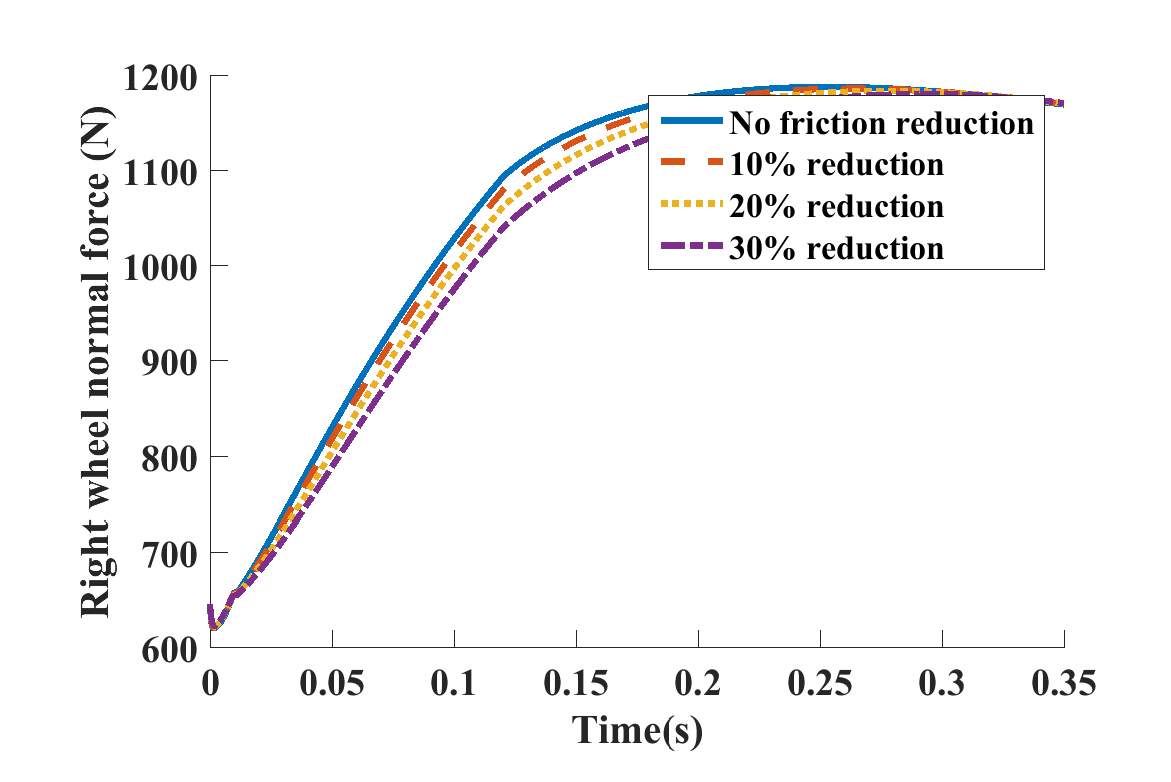 Right wheel normal force (N)
1200
1100
1000
900
800
700
600
No friction reduction
10% reduction
20% reduction
30% reduction
0 0.05 0.1 0.15 0.2 0.25 0.3 0.35
Time(s)